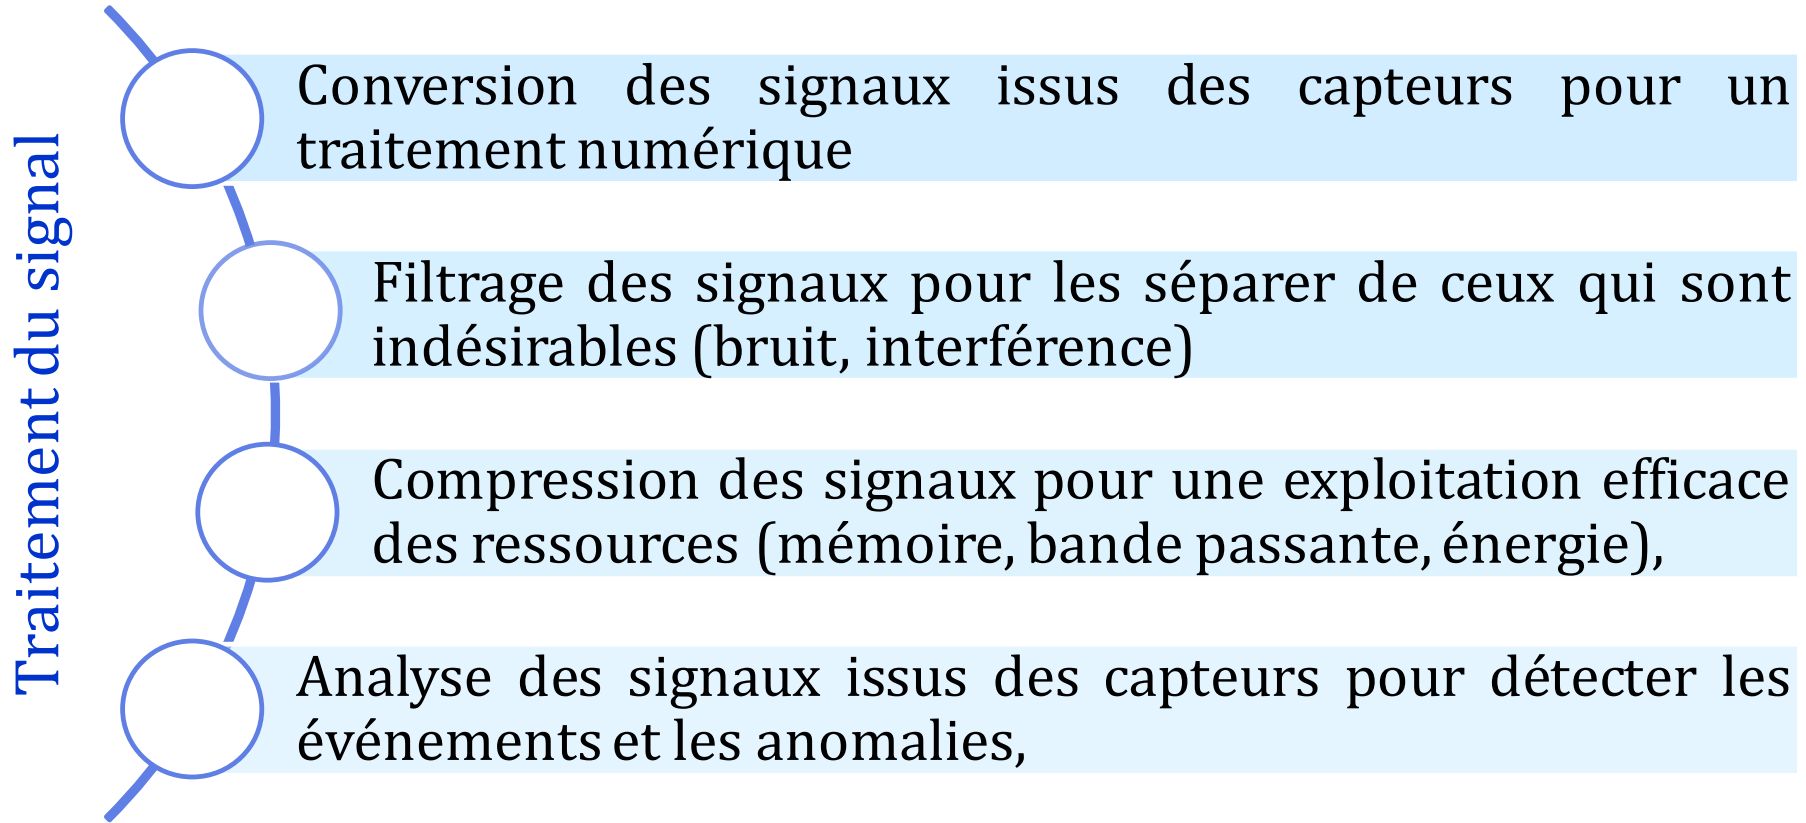 Traitement du signal
Conversion des signaux issus des capteurs pour un
traitement numérique
Filtrage des signaux pour les séparer de ceux qui sont
indésirables (bruit, interférence)
Compression des signaux pour une exploitation efficace
des ressources (mémoire, bande passante, énergie),
Analyse des signaux issus des capteurs pour détecter les
événements et les anomalies,